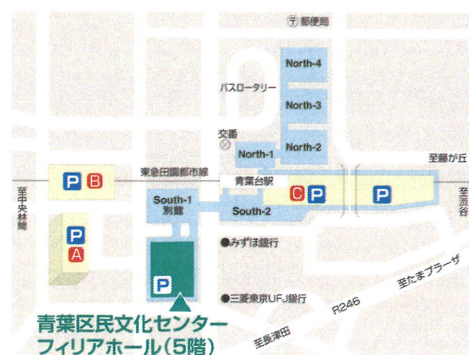 〒郵便局
North-4
バスロータリー
North-3
交番
North-2
North-1
至藤が丘
東急田園都市線
青葉台駅
P B
C P
P
至中央林間
至渋谷
South-1
別館
South-2
P
A
みずほ銀行
P
至たまプラーザ
三菱東京UFJ銀行
R246
至長津田
青葉区民文化センター
フィリアホール(5階)